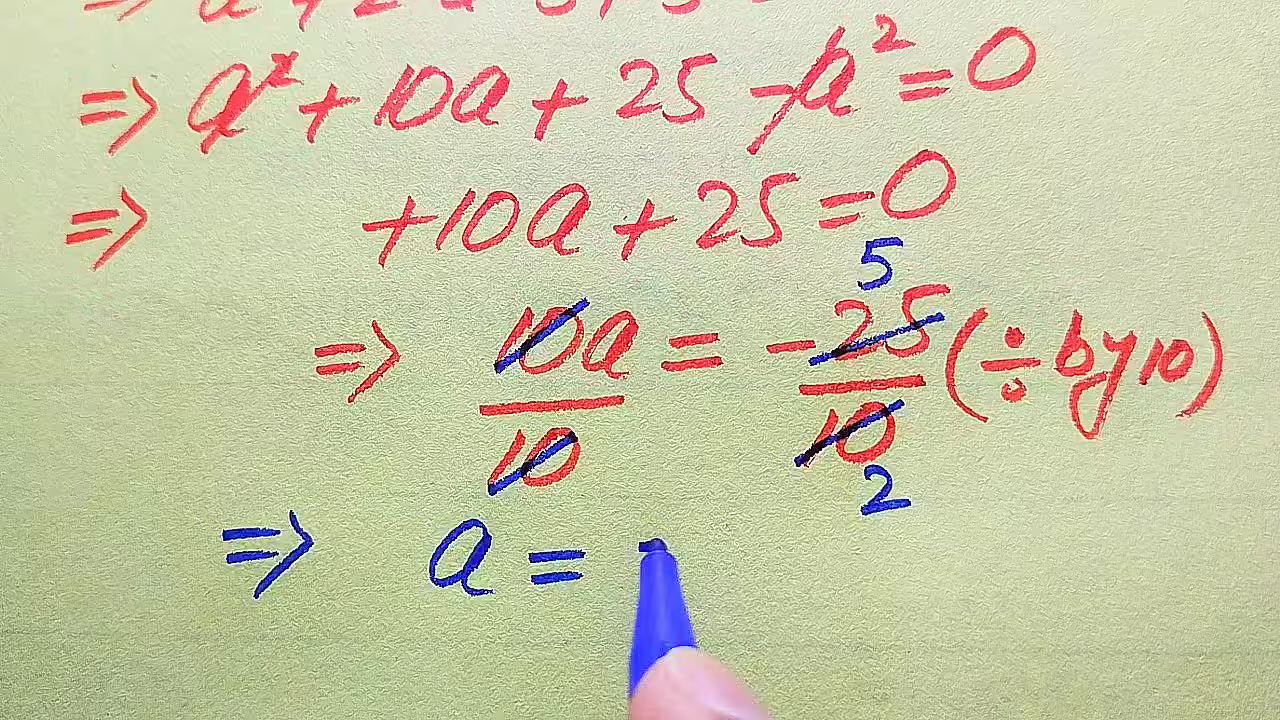 ⇒ a² + 10a + 25 - a² = 0
⇒ +10a + 25 = 0
⇒ 10a/10 = -25/10 (÷ by 10)
5
2
⇒ a = -